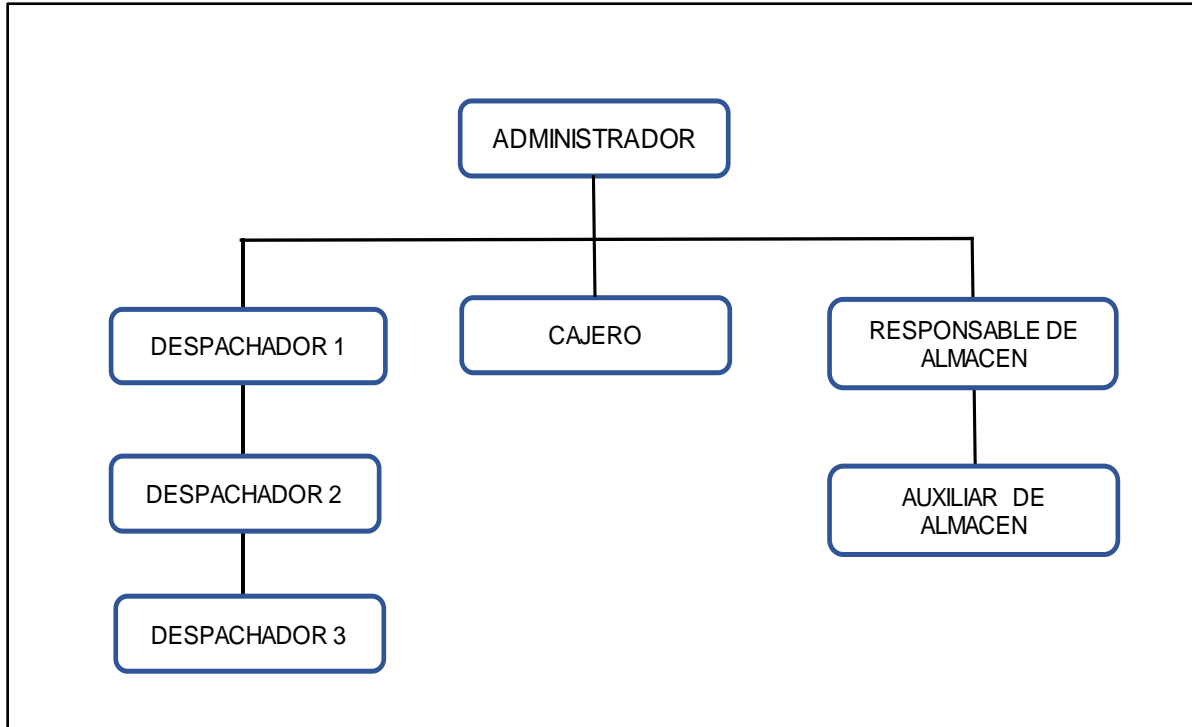 ADMINISTRADOR
DESPACHADOR 1
CAJERO
RESPONSABLE DE
ALMACEN
DESPACHADOR 2
AUXILIAR DE
ALMACEN
DESPACHADOR 3